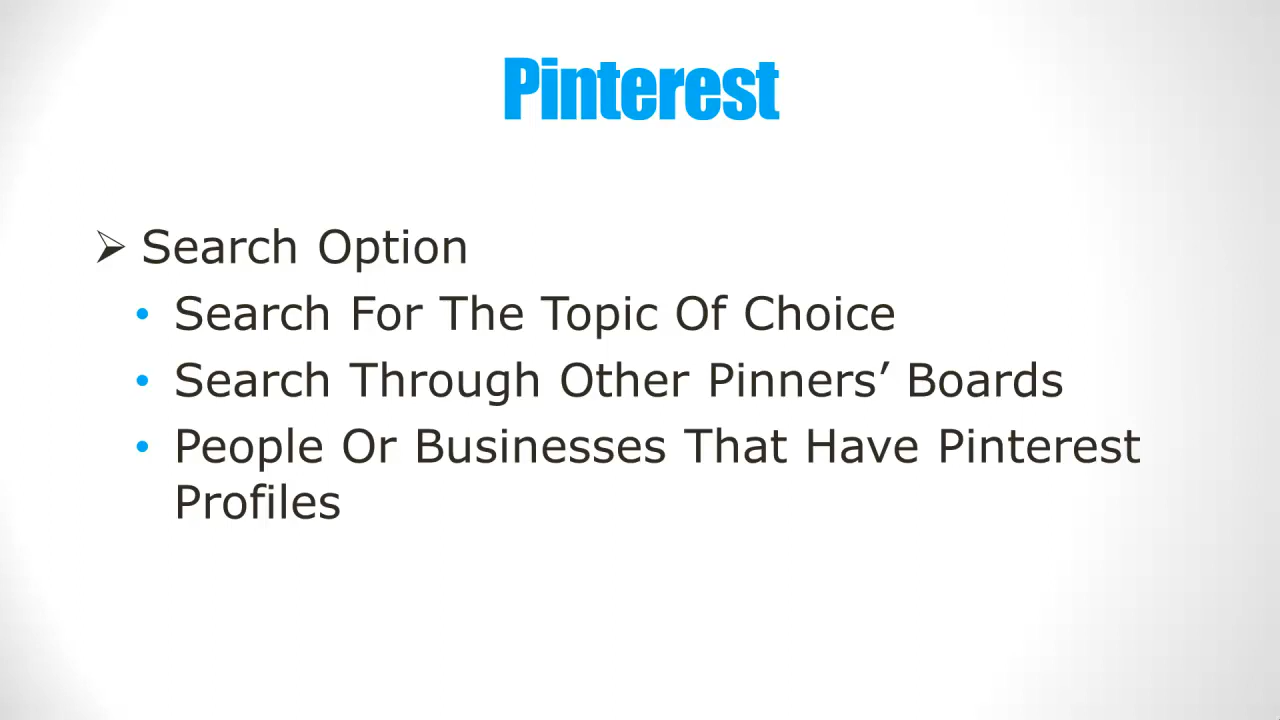 Pinterest
➢ Search Option
• Search For The Topic Of Choice
• Search Through Other Pinners’ Boards
• People Or Businesses That Have Pinterest
Profiles